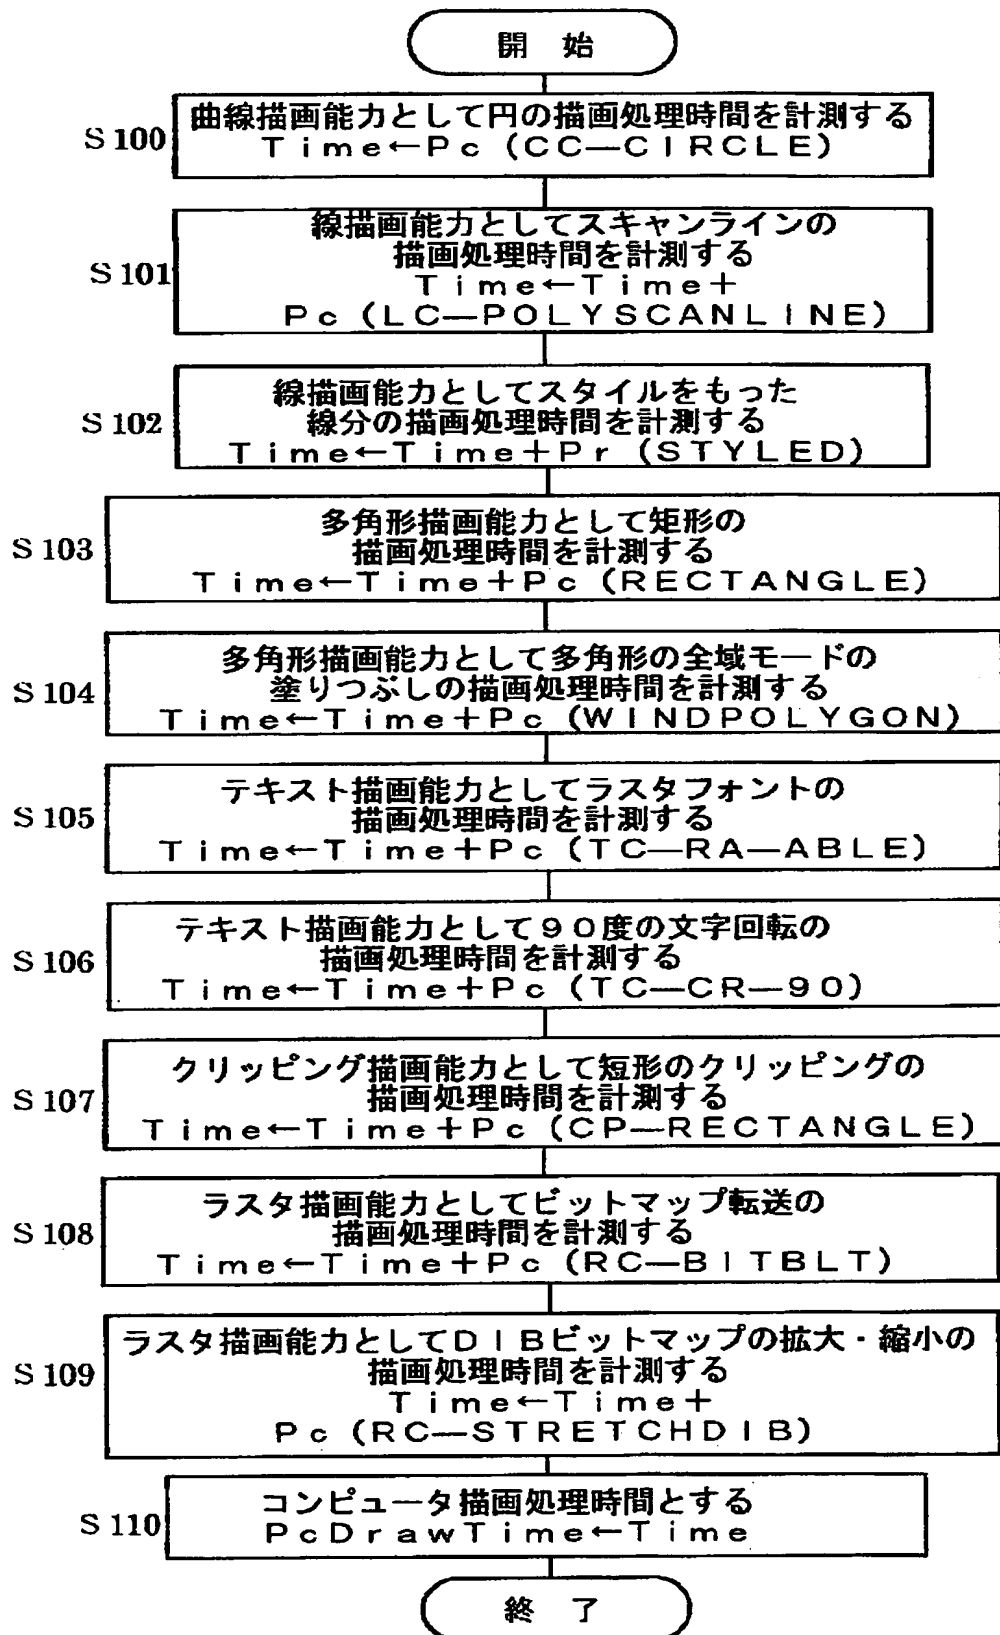 開 始
S100
曲線描画能力として円の描画処理時間を計測する
Time←Pc(CC—CIRCLE)
S101
線描画能力としてスキャンラインの
描画処理時間を計測する
Time←Time+
Pc(LC—POLYSCANLINE)
S102
線描画能力としてスタイルをもった
線分の描画処理時間を計測する
Time←Time+Pr(STYLED)
S103
多角形描画能力として矩形の
描画処理時間を計測する
Time←Time+Pc(RECTANGLE)
S104
多角形描画能力として多角形の全域モードの
塗りつぶしの描画処理時間を計測する
Time←Time+Pc(WINDPOLYGON)
S105
テキスト描画能力としてラスタフォントの
描画処理時間を計測する
Time←Time+Pc(TC—RA—ABLE)
S106
テキスト描画能力として90度の文字回転の
描画処理時間を計測する
Time←Time+Pc(TC—CR—90)
S107
クリッピング描画能力として短形のクリッピングの
描画処理時間を計測する
Time←Time+Pc(CP—RECTANGLE)
S108
ラスタ描画能力としてビットマップ転送の
描画処理時間を計測する
Time←Time+Pc(RC—BITBLT)
S109
ラスタ描画能力としてDIBビットマップの拡大・縮小の
描画処理時間を計測する
Time←Time+
Pc(RC—STRETCHDIB)
S110
コンピュータ描画処理時間とする
PcDrawTime←Time
終 了